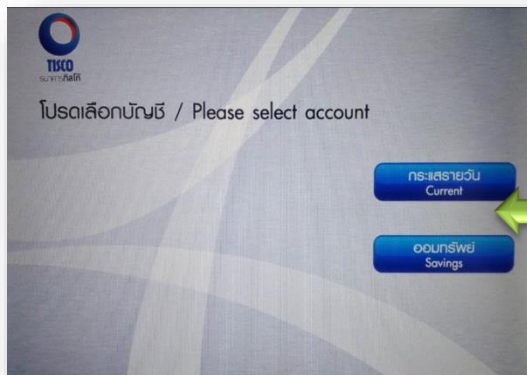 TISCO
ธนาคารทิสโก้
โปรดเลือกบัญชี / Please select account
กระแสรายวัน
Current
ออมทรัพย์
Savings